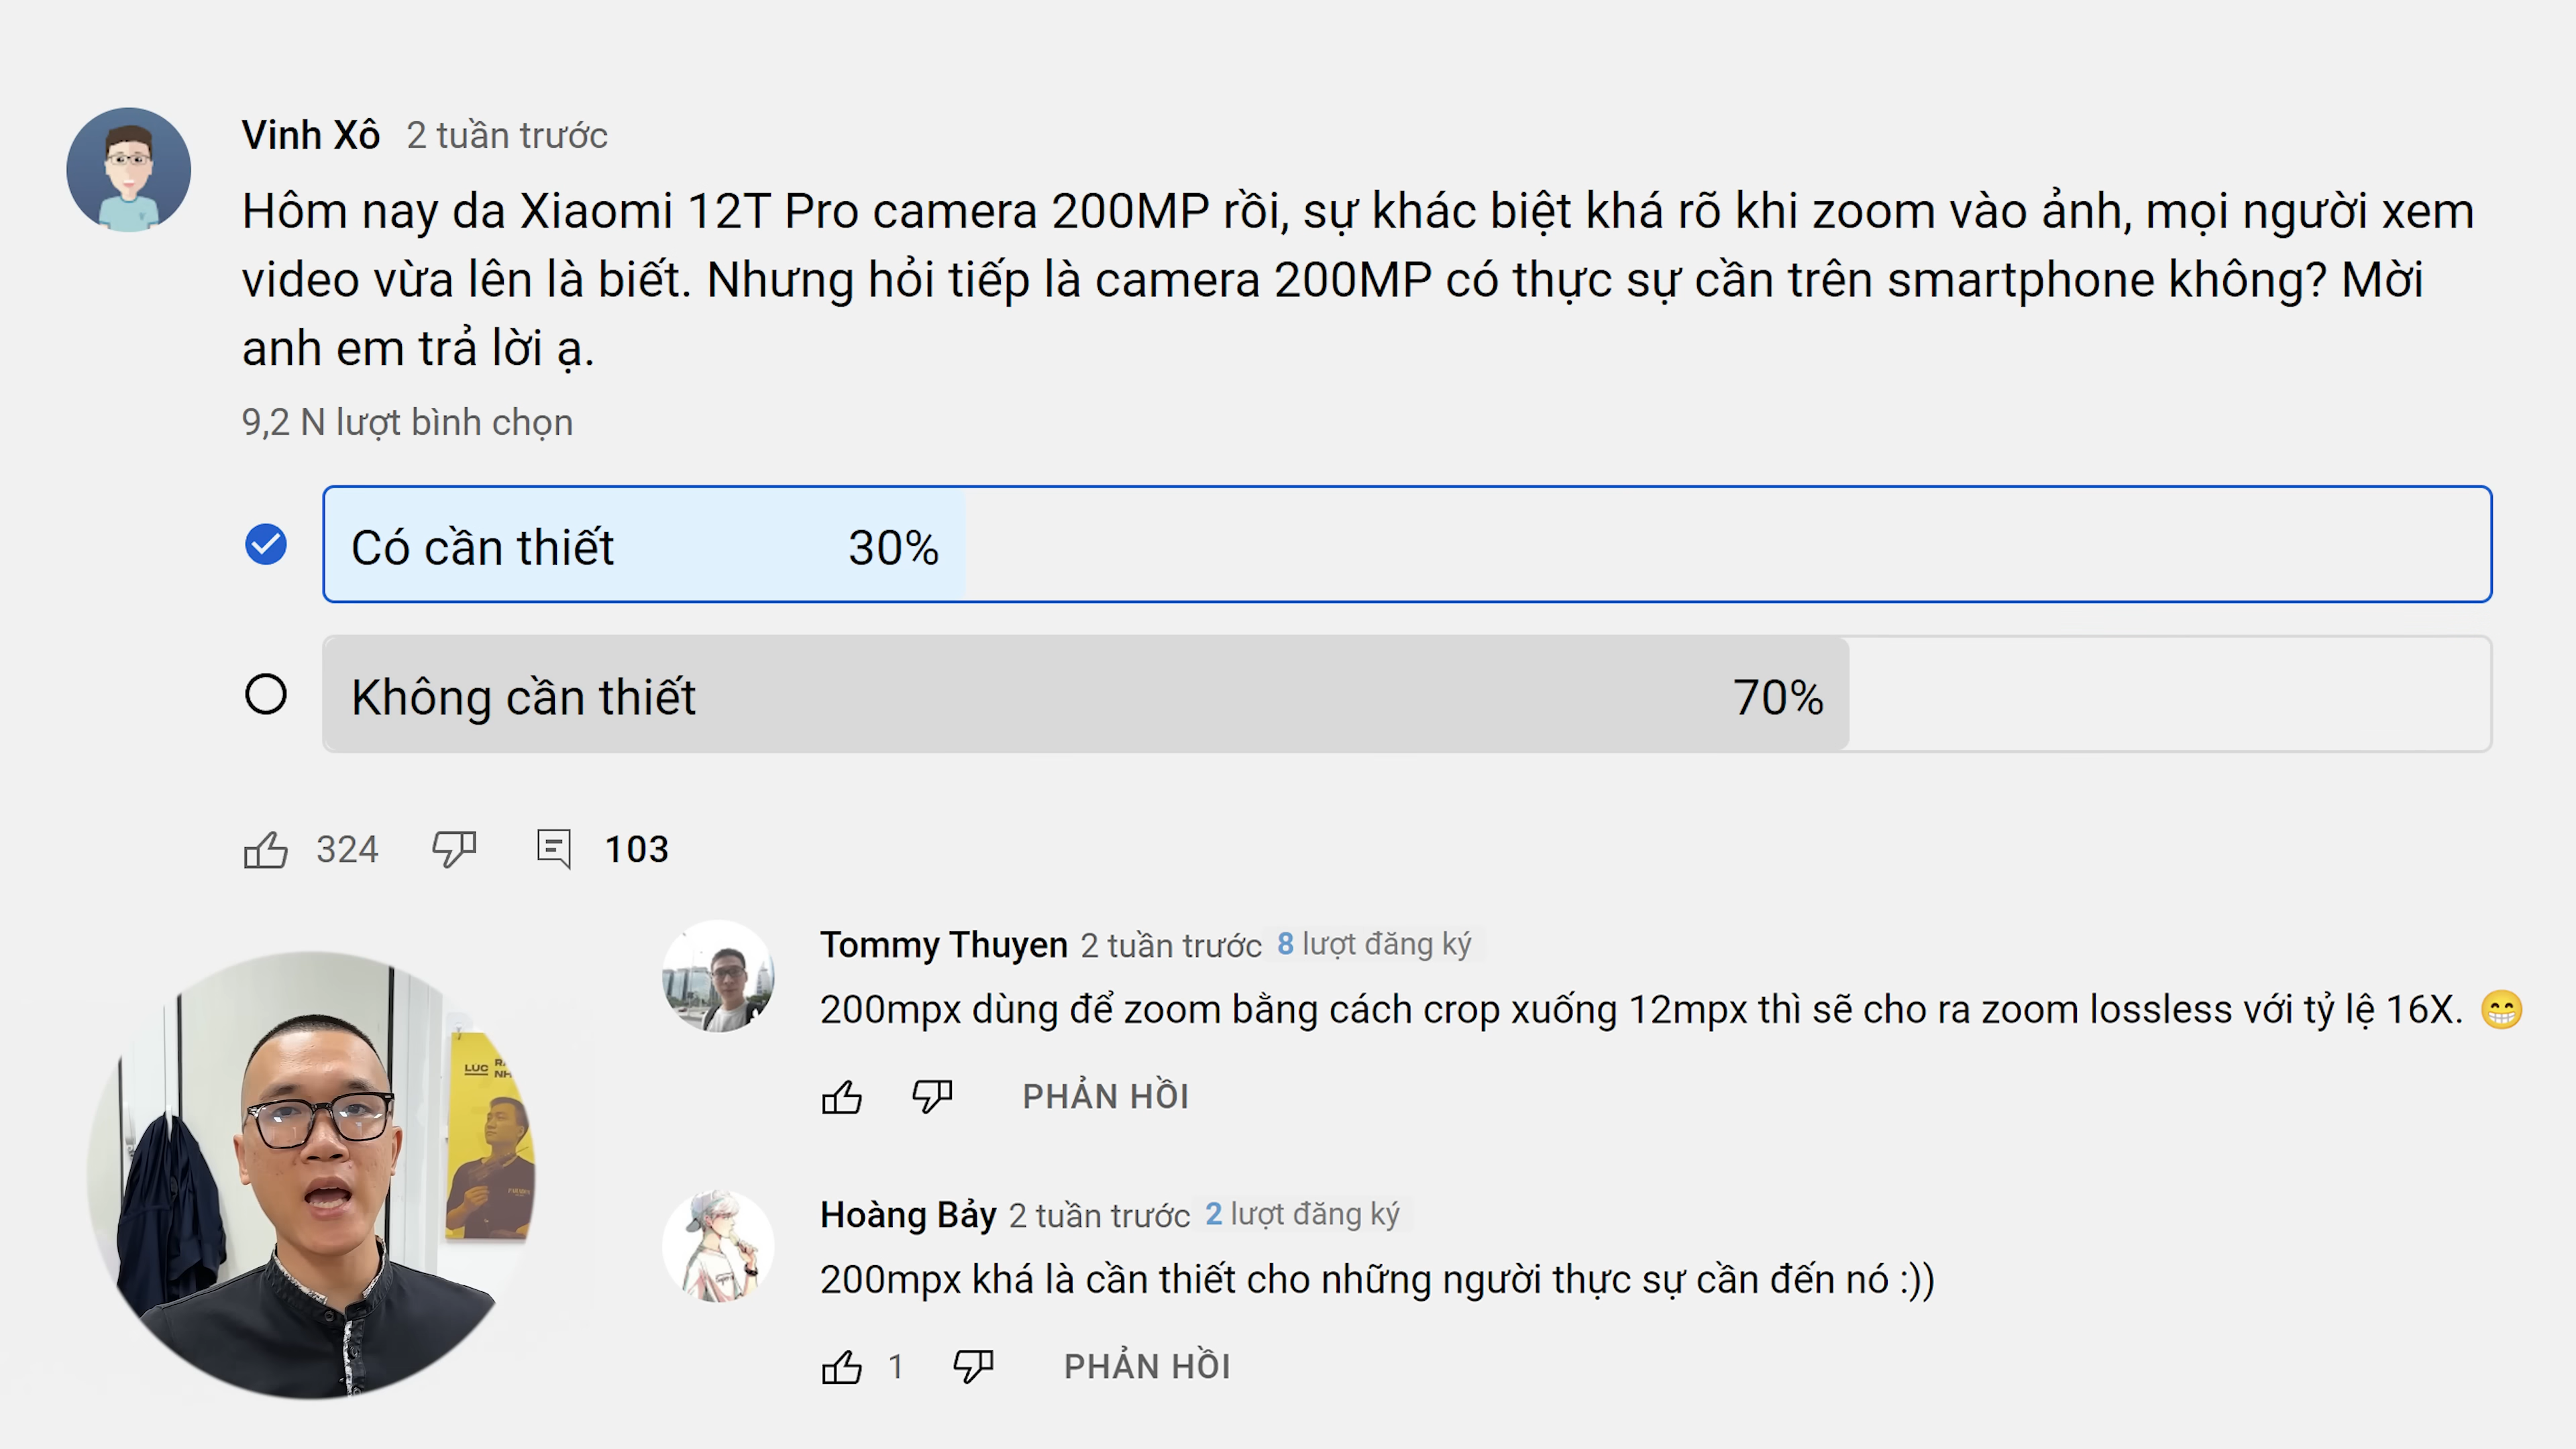 Vinh Xô 2 tuần trước
Hôm nay da Xiaomi 12T Pro camera 200MP rồi, sự khác biệt khá rõ khi zoom vào ảnh, mọi người xem
video vừa lên là biết. Nhưng hỏi tiếp là camera 200MP có thực sự cần trên smartphone không? Mời
anh em trả lời ạ.
9,2 N lượt bình chọn
Có cần thiết 30%
Không cần thiết 70%
324 103
Tommy Thuyen 2 tuần trước 8 lượt đăng ký
200mpx dùng để zoom bằng cách crop xuống 12mpx thì sẽ cho ra zoom lossless với tỷ lệ 16X. 😁
PHẢN HỒI
LÚC
Hoàng Bảy 2 tuần trước 2 lượt đăng ký
200mpx khá là cần thiết cho những người thực sự cần đến nó :))
1 PHẢN HỒI